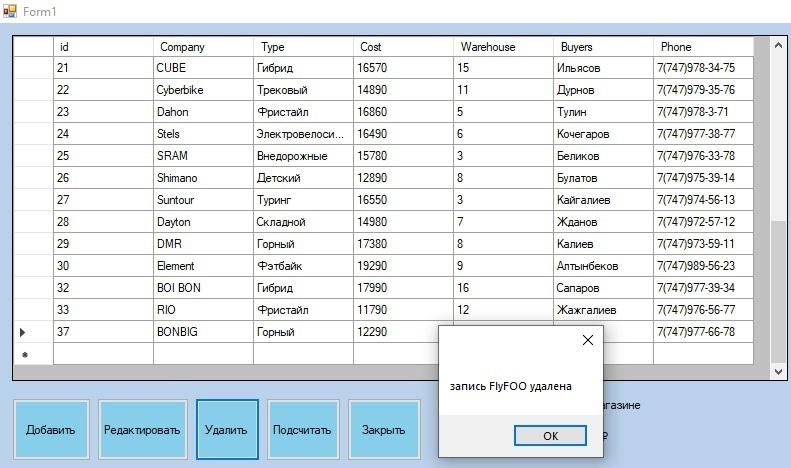 Form1
id Company Type Cost Warehouse Buyers Phone
21 CUBE Гибрид 16570 15 Ильясов 7(747)978-34-75
22 Cyberbike Трековый 14890 11 Дурнов 7(747)979-35-76
23 Dahon Фристайл 16860 5 Тулин 7(747)978-3-71
24 Stels Электровелоси... 16490 6 Кочегаров 7(747)977-38-77
25 SRAM Внедорожные 15780 3 Беликов 7(747)976-33-78
26 Shimano Детский 12890 8 Булатов 7(747)975-39-14
27 Suntour Туринг 16550 3 Кайгалиев 7(747)974-56-13
28 Dayton Складной 14980 7 Жданов 7(747)972-57-12
29 DMR Горный 17380 8 Калиев 7(747)973-59-11
30 Element Фэтбайк 19290 9 Алтынбеков 7(747)989-56-23
32 BOI BON Гибрид 17990 16 Сапаров 7(747)977-39-34
33 RIO Фристайл 11790 12 Жажгалиев 7(747)976-56-77
37 BONBIG Горный 12290 7(747)977-66-78
запись FlyFOO удалена
OK
Добавить Редактировать Удалить Подсчитать Закрыть
агазине
₽